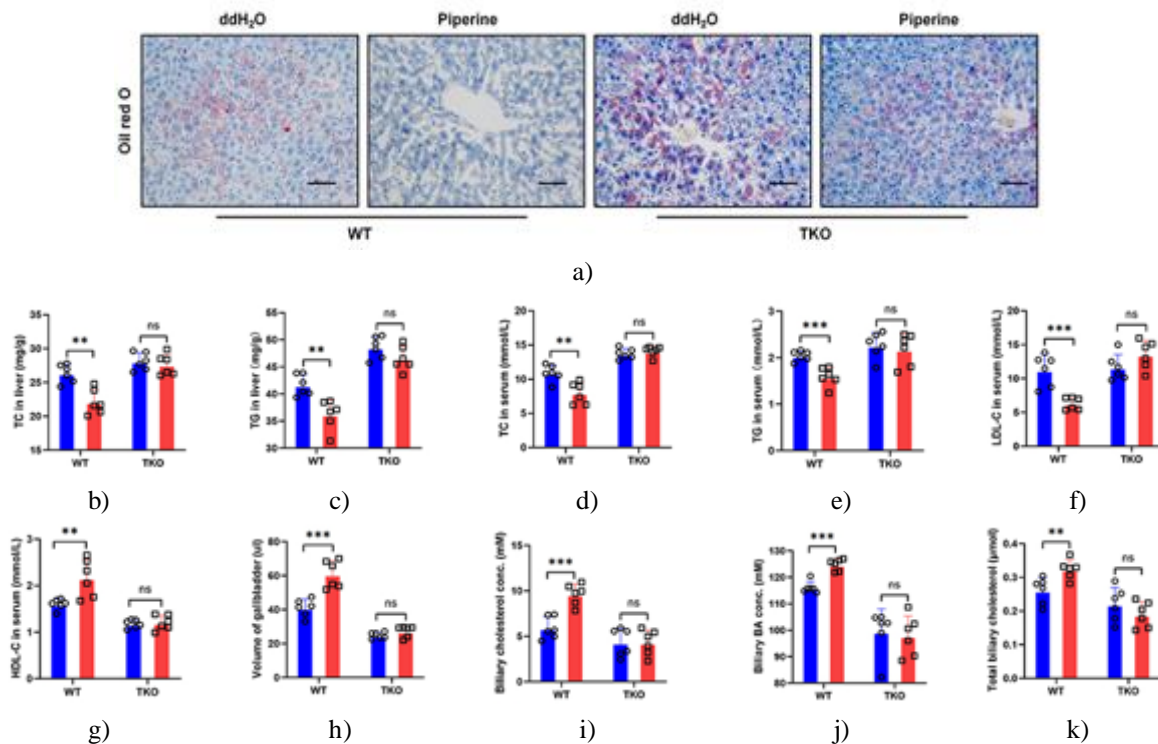 ddH₂O Piperine ddH₂O Piperine
Oil red O
WT TKO
a)
TC in liver (mg/g) 35 30 25 20 15 ** ns WT TKO
TG in liver (mg/g) 55 50 45 40 35 30 ** ns WT TKO
TC in serum (mmol/L) 20 15 10 5 0 ** ns WT TKO
TG in serum (mmol/L) 3 2 1 0 *** ns WT TKO
LDL-C in serum (mmol/L) 20 15 10 5 0 *** ns WT TKO
b) c) d) e) f)
HDL-C in serum (mmol/L) 3 2 1 0 ** ns WT TKO
Volume of gallbladder (ul) 100 80 60 40 20 0 *** ns WT TKO
Biliary cholesterol conc. (mM) 15 10 5 0 *** ns WT TKO
Biliary BA conc. (mM) 130 120 110 100 90 80 *** ns WT TKO
Total biliary cholesterol (μmol) 0.4 0.3 0.2 0.1 0.0 ** ns WT TKO
g) h) i) j) k)